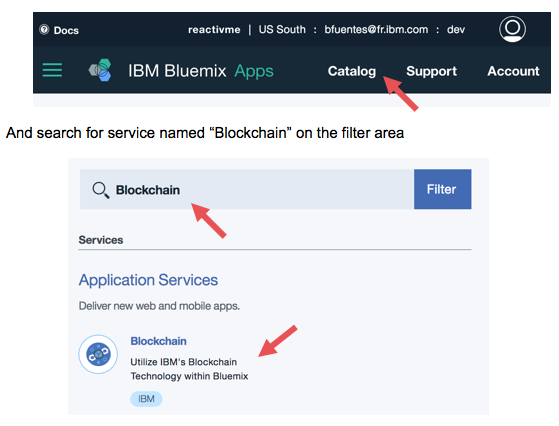 Docs reactivme | US South : bfuentes@fr.ibm.com : dev
IBM Bluemix Apps Catalog Support Account
And search for service named “Blockchain” on the filter area
Blockchain Filter
Services
Application Services
Deliver new web and mobile apps.
Blockchain
Utilize IBM's Blockchain
Technology within Bluemix
IBM